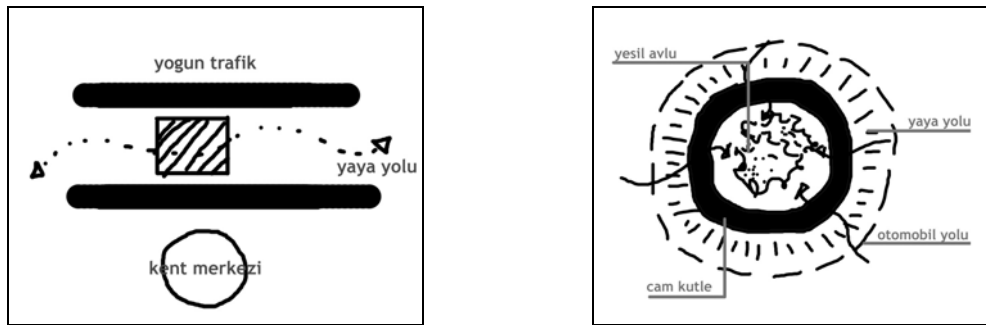 yogun trafik
yaya yolu
kent merkezi
yesil avlu
yaya yolu
otomobil yolu
cam kutle